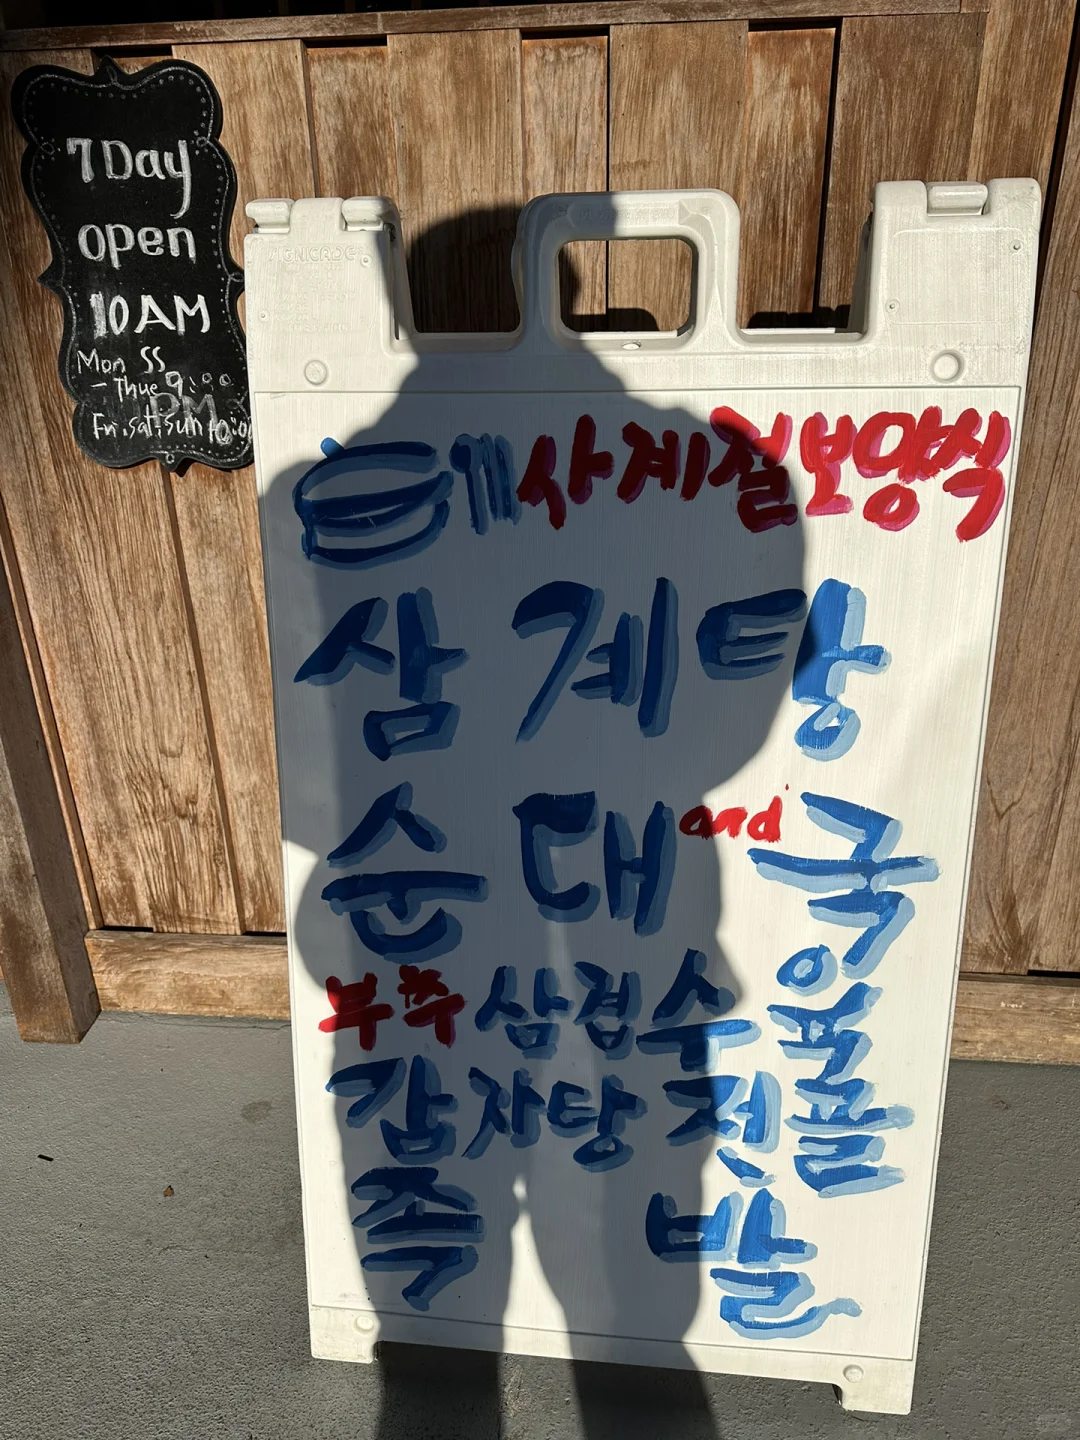 7Day
open
10AM
Mon SS
- Thue 9:00
PM
Fri.sat.sun 10:00
SIGNICADE
사계절보양식
삼계탕
순대 and 국
부추 삼겹 수
감자탕 전
족발